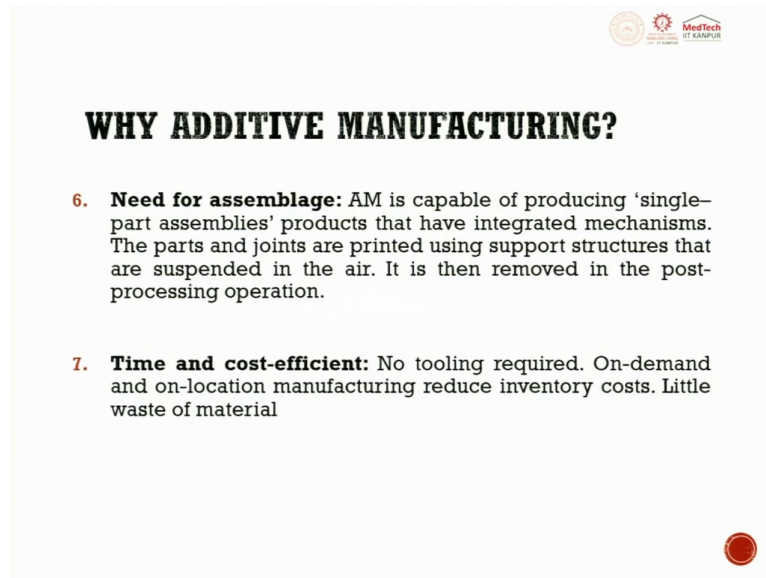 MedTech
IIT KANPUR
WHY ADDITIVE MANUFACTURING?
6. Need for assemblage: AM is capable of producing ‘single–
part assemblies’ products that have integrated mechanisms.
The parts and joints are printed using support structures that
are suspended in the air. It is then removed in the post-
processing operation.
7. Time and cost-efficient: No tooling required. On-demand
and on-location manufacturing reduce inventory costs. Little
waste of material